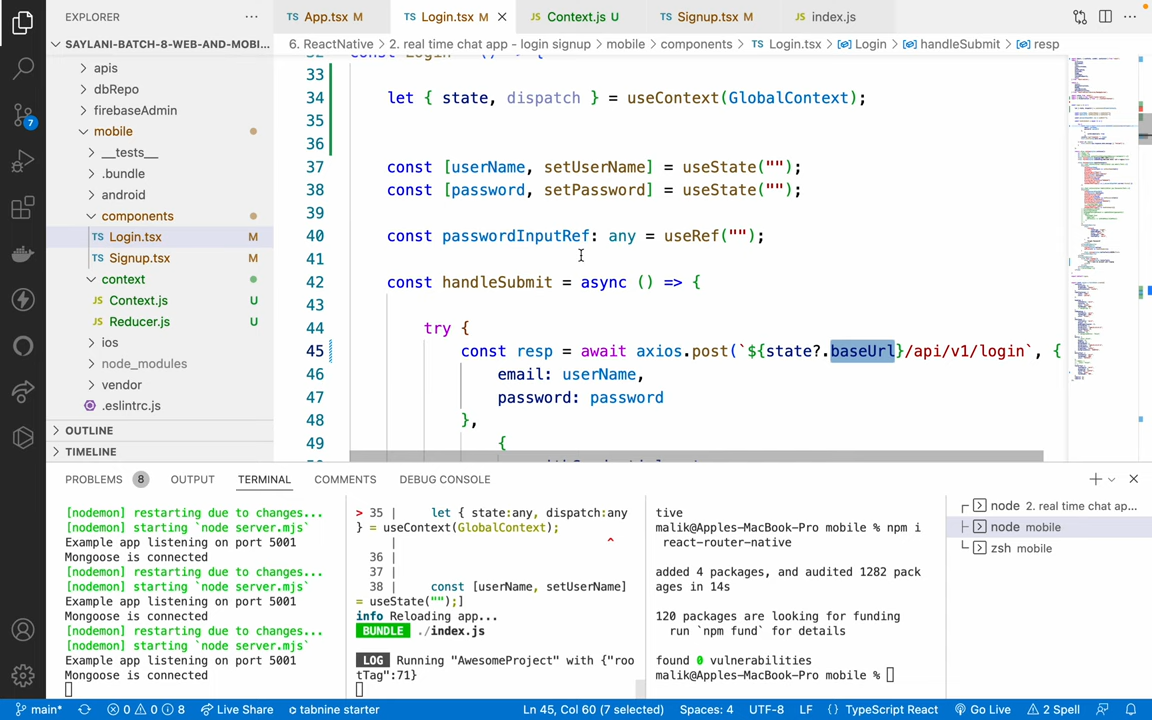 EXPLORER
App.tsx M
Login.tsx M
Context.js U
Signup.tsx M
index.js
SAYLANI-BATCH-8-WEB-AND-MOBI...
6. ReactNative > 2. real time chat app - login signup > mobile > components > TS Login.tsx > Login > handleSubmit > resp
apis
dbRepo
firebaseAdmin
mobile
__tests__
.bundle
android
components
TS Login.tsx M
TS Signup.tsx M
context U
JS Context.js U
JS Reducer.js U
ios
node_modules
vendor
.eslintrc.js
OUTLINE
TIMELINE
33
34 let { state, dispatch } = useContext(GlobalContext);
35
36
37 const [userName, setUserName] = useState("");
38 const [password, setPassword] = useState("");
39
40 const passwordInputRef: any = useRef("");
41
42 const handleSubmit = async () => {
43
44 try {
45 const resp = await axios.post(`${state?.baseUrl}/api/v1/login`, {
46 email: userName,
47 password: password
48 },
49 {
PROBLEMS 8 OUTPUT TERMINAL COMMENTS DEBUG CONSOLE
[nodemon] restarting due to changes...
[nodemon] starting `node server.mjs`
Example app listening on port 5001
Mongoose is connected
[nodemon] restarting due to changes...
[nodemon] starting `node server.mjs`
Example app listening on port 5001
Mongoose is connected
[nodemon] restarting due to changes...
[nodemon] starting `node server.mjs`
Example app listening on port 5001
Mongoose is connected
> 35 | let { state:any, dispatch:any
} = useContext(GlobalContext);
| ^
36 |
37 |
38 | const [userName, setUserName]
= useState("");]
info Reloading app...
BUNDLE ./index.js
LOG Running "AwesomeProject" with {"roo
tTag":71}
tive
malik@Apples-MacBook-Pro mobile % npm i
react-router-native
added 4 packages, and audited 1282 pack
ages in 14s
120 packages are looking for funding
run `npm fund` for details
found 0 vulnerabilities
malik@Apples-MacBook-Pro mobile %
node 2. real time chat ap...
node mobile
zsh mobile
7
main* 0 0 8 Live Share tabnine starter Ln 45, Col 60 (7 selected) Spaces: 4 UTF-8 LF {} TypeScript React Go Live 2 Spell